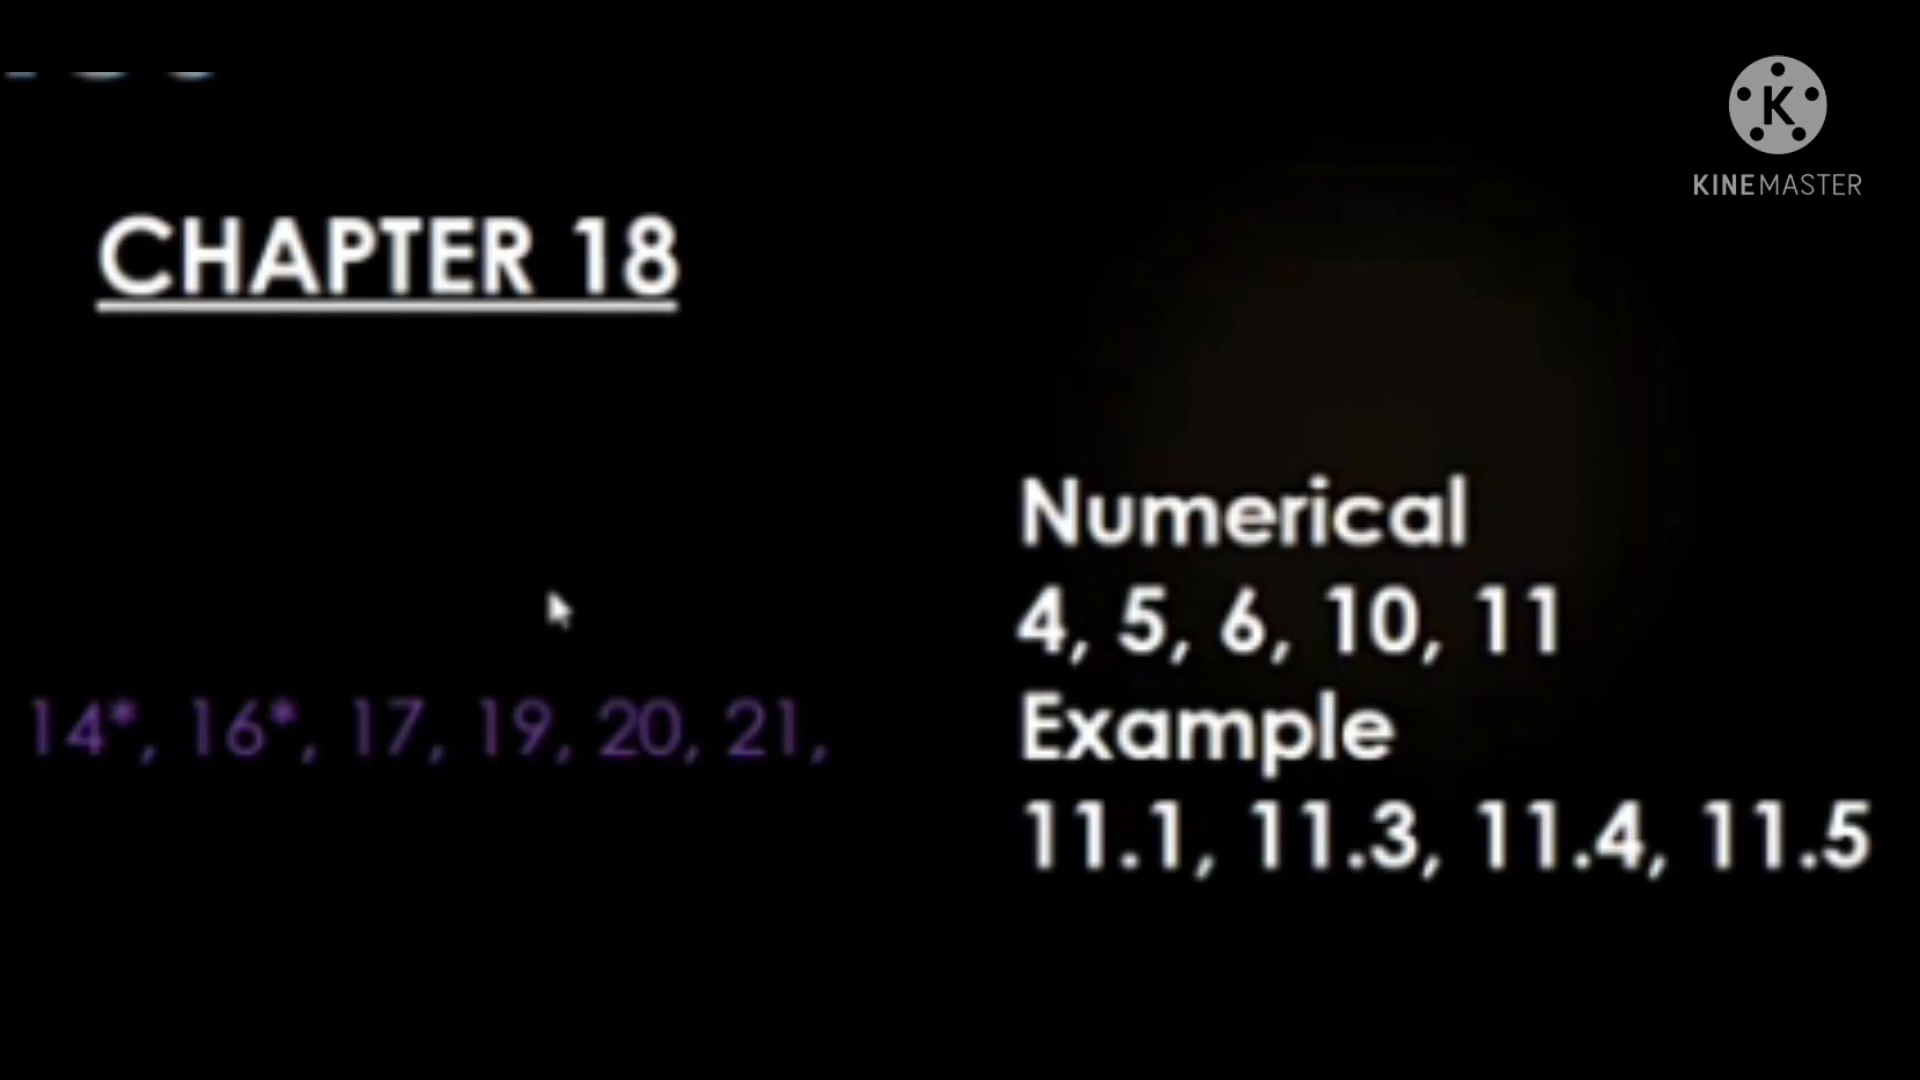 KINEMASTER
CHAPTER 18
Numerical
4, 5, 6, 10, 11
14*, 16*, 17, 19, 20, 21,
Example
11.1, 11.3, 11.4, 11.5